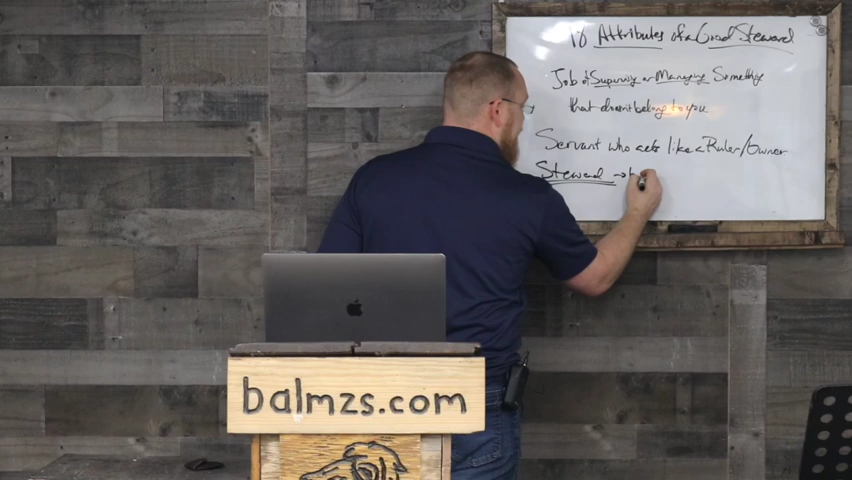 18 Attributes of a Good Steward
Job of Supervising or Managing Something
that doesn't belong to you
Servant who acts like a Ruler/Owner
Steward →
balmzs.com